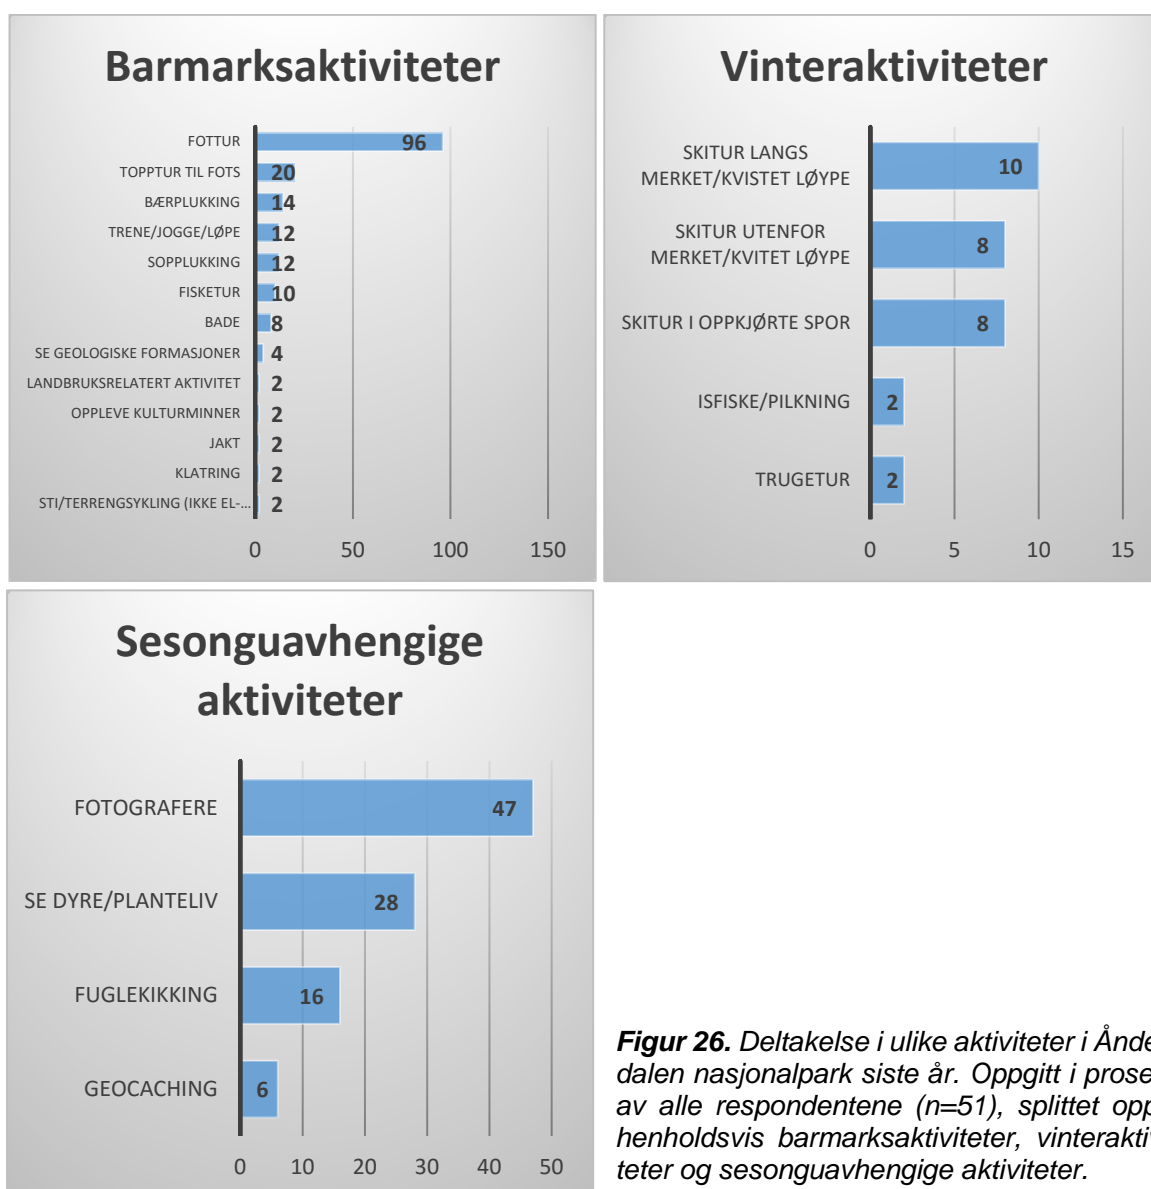 Barmarksaktiviteter
FOTTUR 96
TOPPTUR TIL FOTS 20
BÆRPLUKKING 14
TRENE/JOGGE/LØPE 12
SOPPLUKKING 12
FISKETUR 10
BADE 8
SE GEOLOGISKE FORMASJONER 4
LANDBRUKSRELATERT AKTIVITET 2
OPPLEVE KULTURMINNER 2
JAKT 2
KLATRING 2
STI/TERRENGSYKLING (IKKE EL-… 2
0 50 100 150
Vinteraktiviteter
SKITUR LANGS
MERKET/KVISTET LØYPE 10
SKITUR UTENFOR
MERKET/KVITET LØYPE 8
SKITUR I OPPKJØRTE SPOR 8
ISFISKE/PILKNING 2
TRUGETUR 2
0 5 10 15
Sesonguavhengige
aktiviteter
FOTOGRAFERE 47
SE DYRE/PLANTELIV 28
FUGLEKIKKING 16
GEOCACHING 6
0 10 20 30 40 50
Figur 26. Deltakelse i ulike aktiviteter i Ånde
dalen nasjonalpark siste år. Oppgitt i prose
av alle respondentene (n=51), splittet opp
henholdsvis barmarksaktiviteter, vinteraktiv
teter og sesonguavhengige aktiviteter.